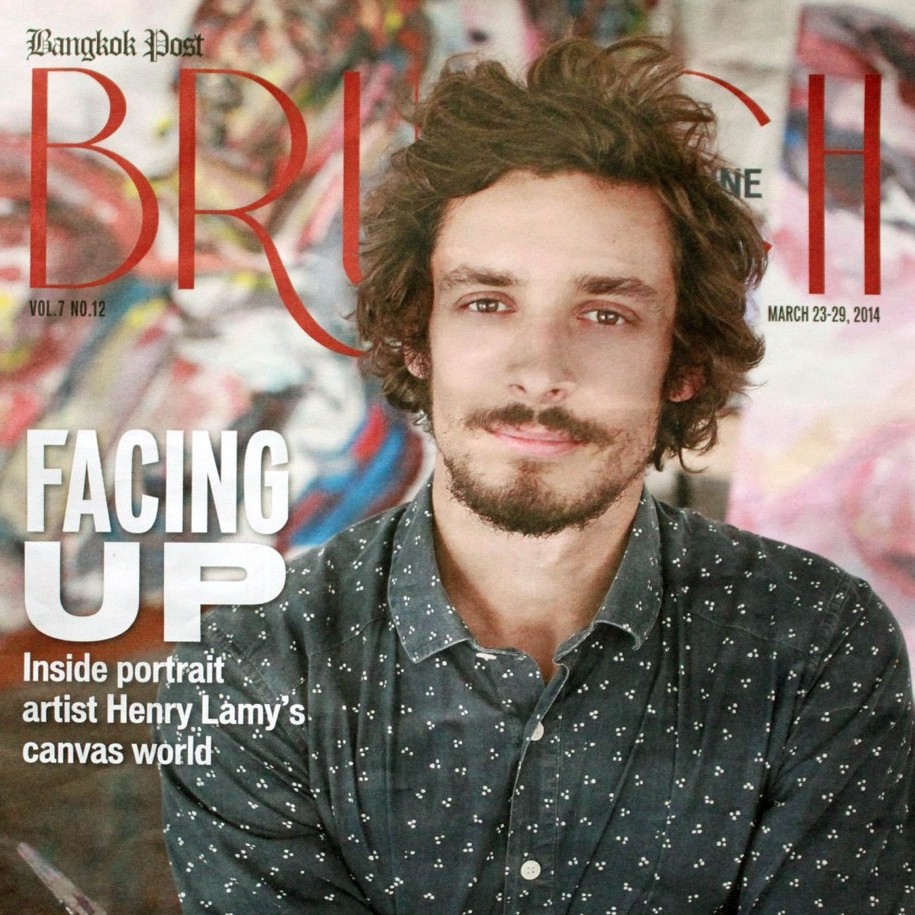 Bangkok Post
BRUNCH
VOL.7 NO.12
MARCH 23-29, 2014
FACING
UP
Inside portrait
artist Henry Lamy's
canvas world